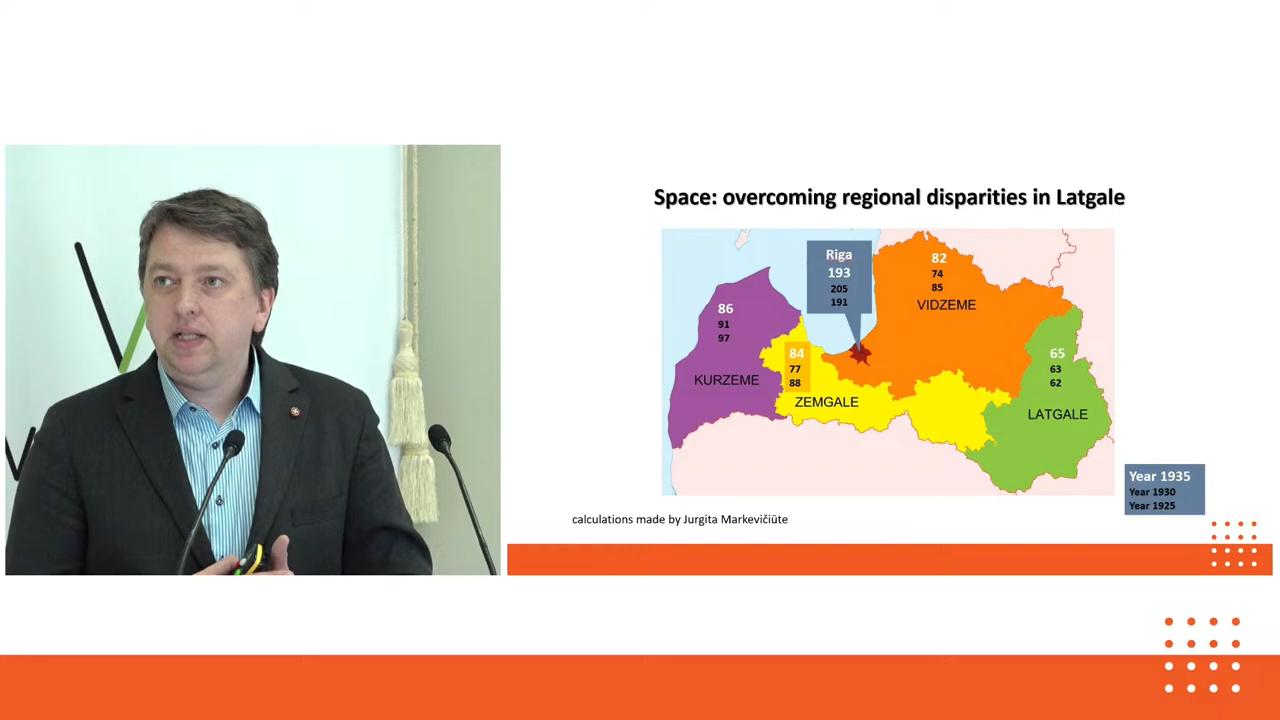 Space: overcoming regional disparities in Latgale
Riga
193
205
191
82
74
85
VIDZEME
86
91
97
KURZEME
84
77
88
ZEMGALE
65
63
62
LATGALE
Year 1935
Year 1930
Year 1925
calculations made by Jurgita Markevičiūte